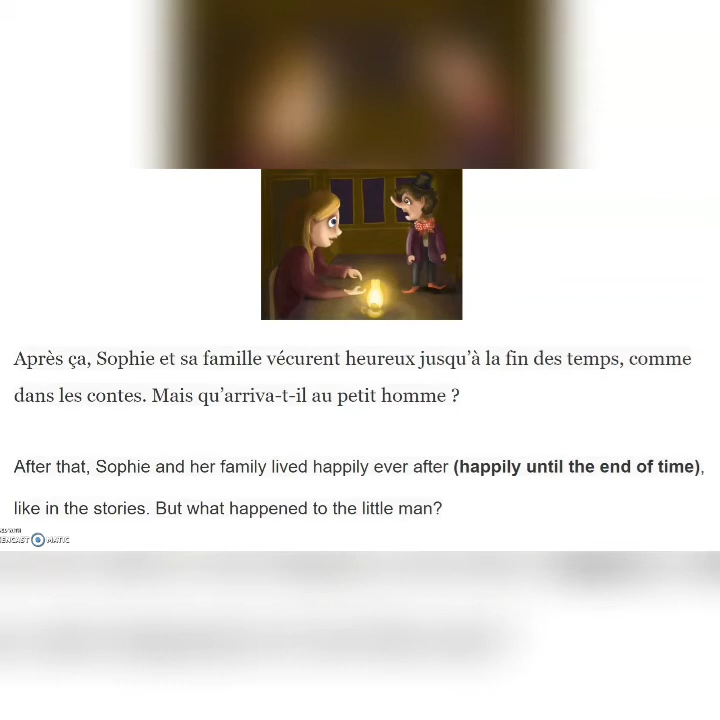 Après ça, Sophie et sa famille vécurent heureux jusqu’à la fin des temps, comme
dans les contes. Mais qu’arriva-t-il au petit homme ?
After that, Sophie and her family lived happily ever after (happily until the end of time),
like in the stories. But what happened to the little man?
MATIC